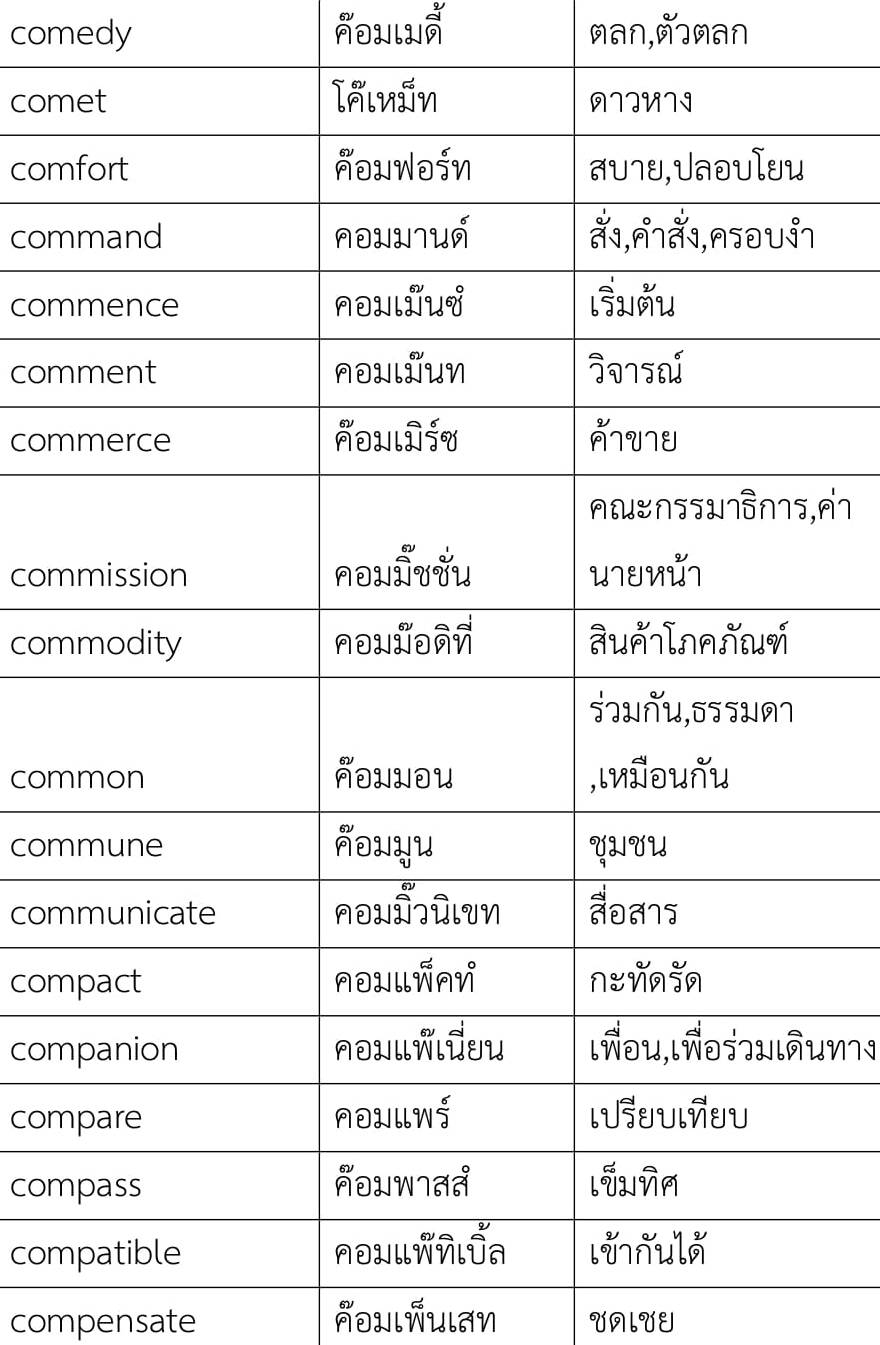 comedy ค๊อมเมดี้ ตลก,ตัวตลก
comet โค๊เหม็ท ดาวหาง
comfort ค๊อมฟอร์ท สบาย,ปลอบโยน
command คอมมานด์ สั่ง,คำสั่ง,ครอบงำ
commence คอมเม๊นซํ เริ่มต้น
comment คอมเม๊นท วิจารณ์
commerce ค๊อมเมิร์ซ ค้าขาย
คณะกรรมาธิการ,ค่า
commission คอมมิ๊ชชั่น นายหน้า
commodity คอมม๊อดิที่ สินค้าโภคภัณฑ์
ร่วมกัน,ธรรมดา
common ค๊อมมอน ,เหมือนกัน
commune ค๊อมมูน ชุมชน
communicate คอมมิ๊วนิเขท สื่อสาร
compact คอมแพ็คทํ กะทัดรัด
companion คอมแพ๊เนี่ยน เพื่อน,เพื่อร่วมเดินทาง
compare คอมแพร์ เปรียบเทียบ
compass ค๊อมพาสสํ เข็มทิศ
compatible คอมแพ๊ทิเบิ้ล เข้ากันได้
compensate ค๊อมเพ็นเสท ชดเชย